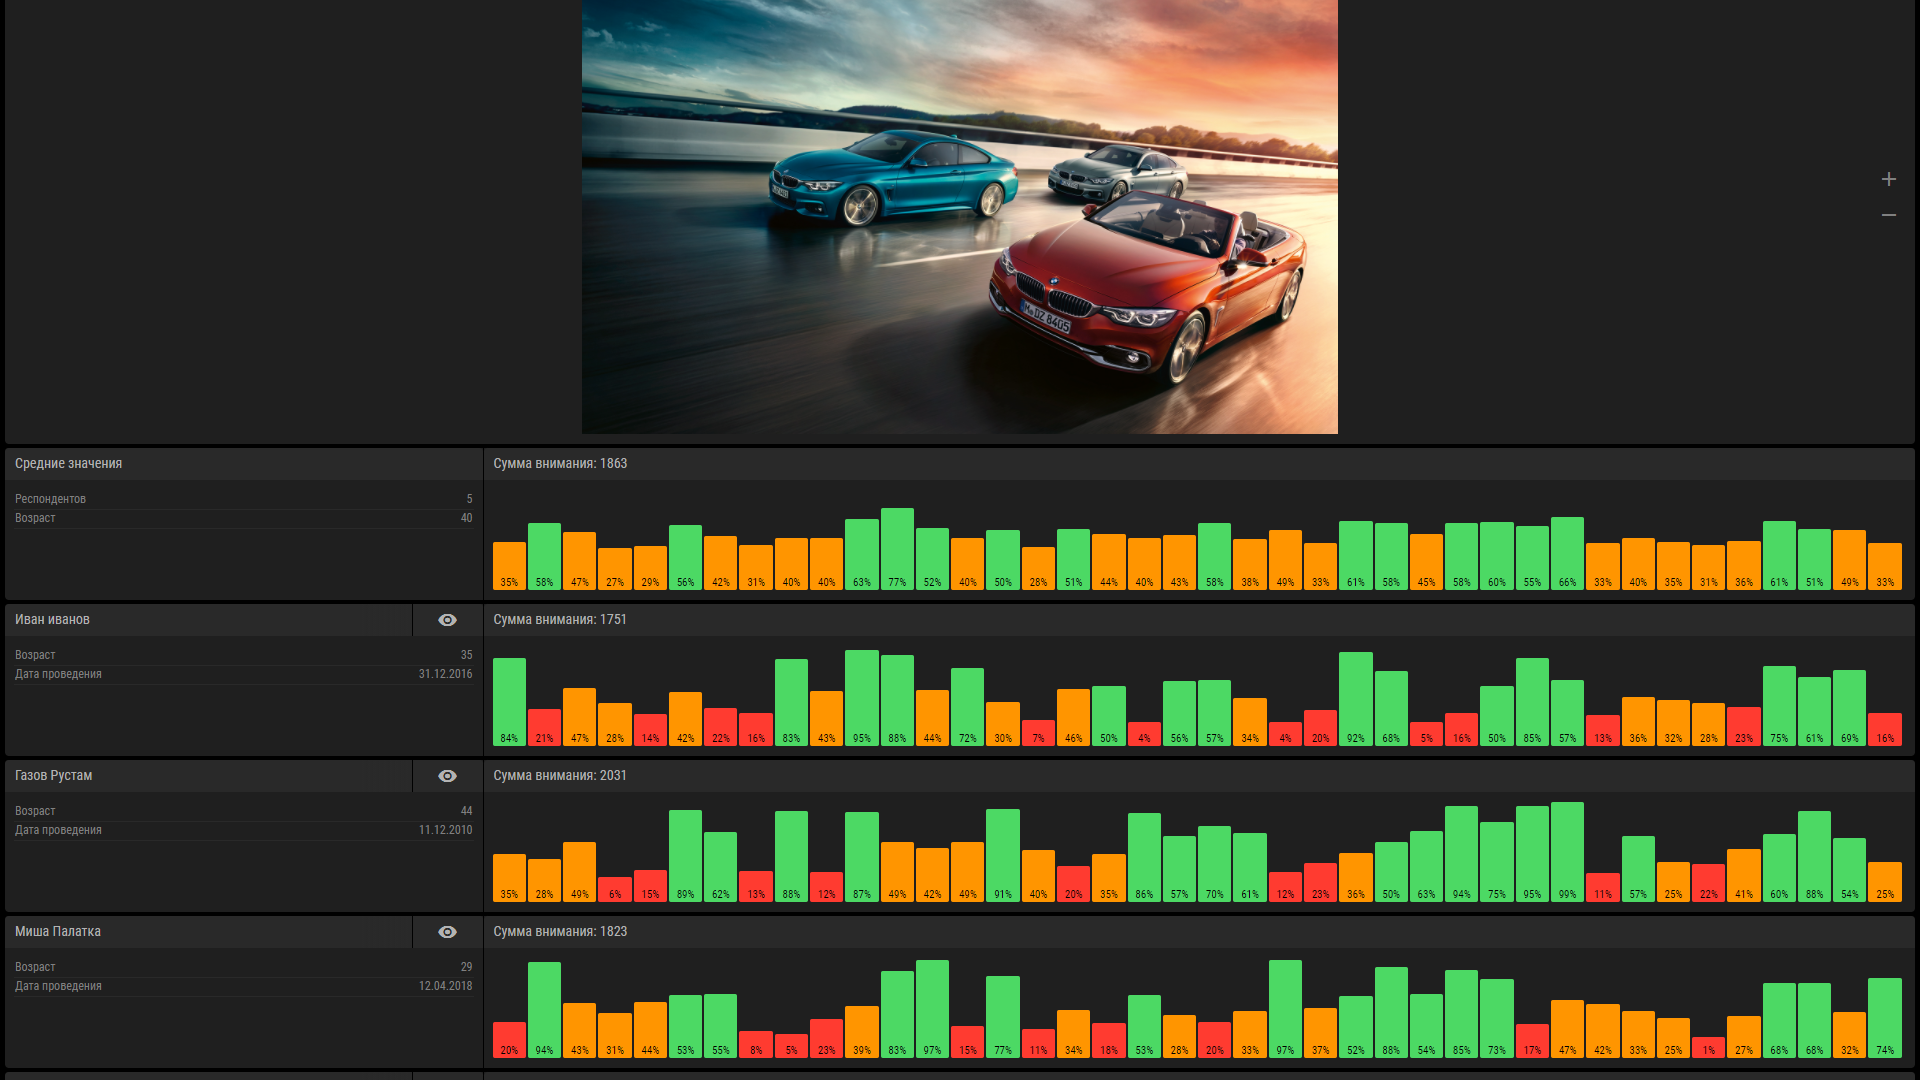 M DZ 8405
Средние значения
Сумма внимания: 1863
Респондентов 5
Возраст 40
35% 58% 47% 27% 29% 56% 42% 31% 40% 40% 63% 77% 52% 40% 50% 28% 51% 44% 40% 43% 58% 38% 49% 33% 61% 58% 45% 58% 60% 55% 66% 33% 40% 35% 31% 36% 61% 51% 49% 33%
Иван иванов
Сумма внимания: 1751
Возраст 35
Дата проведения 31.12.2016
84% 21% 47% 28% 14% 42% 22% 16% 83% 43% 95% 88% 44% 72% 30% 7% 46% 50% 4% 56% 57% 34% 4% 20% 92% 68% 5% 16% 50% 85% 57% 13% 36% 32% 28% 23% 75% 61% 69% 16%
Газов Рустам
Сумма внимания: 2031
Возраст 44
Дата проведения 11.12.2010
35% 28% 49% 6% 15% 89% 62% 13% 88% 12% 87% 49% 42% 49% 91% 40% 20% 35% 86% 57% 70% 61% 12% 23% 36% 50% 63% 94% 75% 95% 99% 11% 57% 25% 22% 41% 60% 88% 54% 25%
Миша Палатка
Сумма внимания: 1823
Возраст 29
Дата проведения 12.04.2018
20% 94% 43% 31% 44% 53% 55% 8% 5% 23% 39% 83% 97% 15% 77% 11% 34% 18% 53% 28% 20% 33% 97% 37% 52% 88% 54% 85% 73% 17% 47% 42% 33% 25% 1% 27% 68% 68% 32% 74%